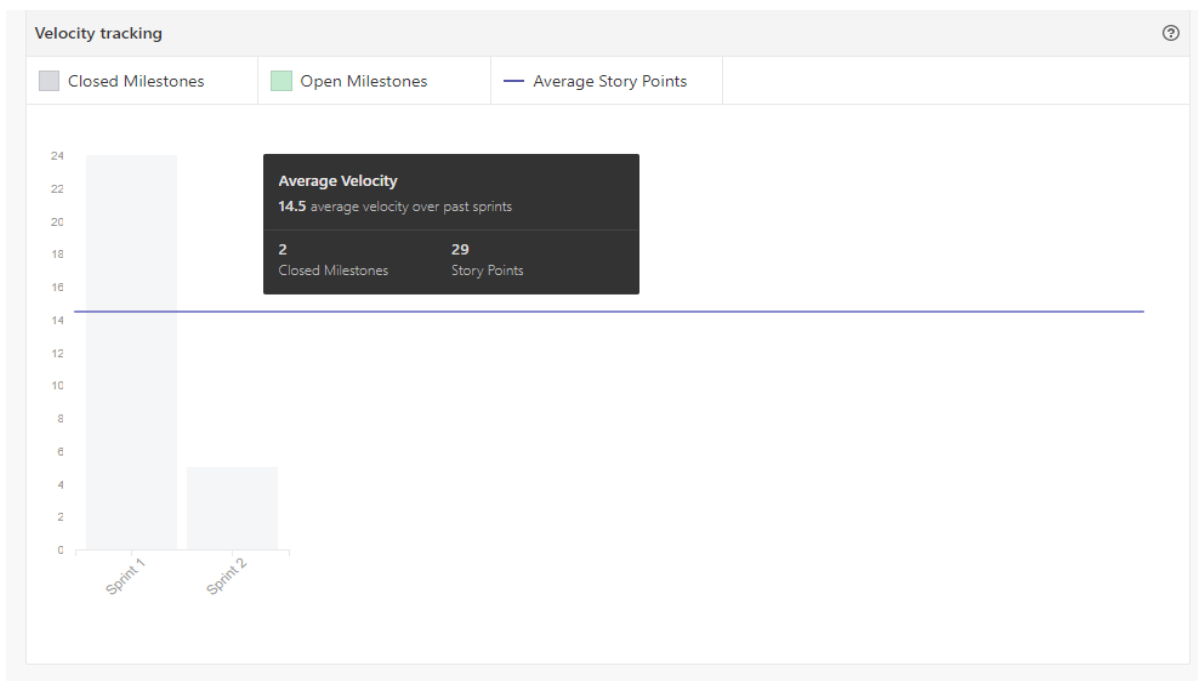 Velocity tracking
Closed Milestones
Open Milestones
Average Story Points
24
22
20
18
16
14
12
10
8
6
4
2
0
Average Velocity
14.5 average velocity over past sprints
2 29
Closed Milestones Story Points
Sprint 1
Sprint 2